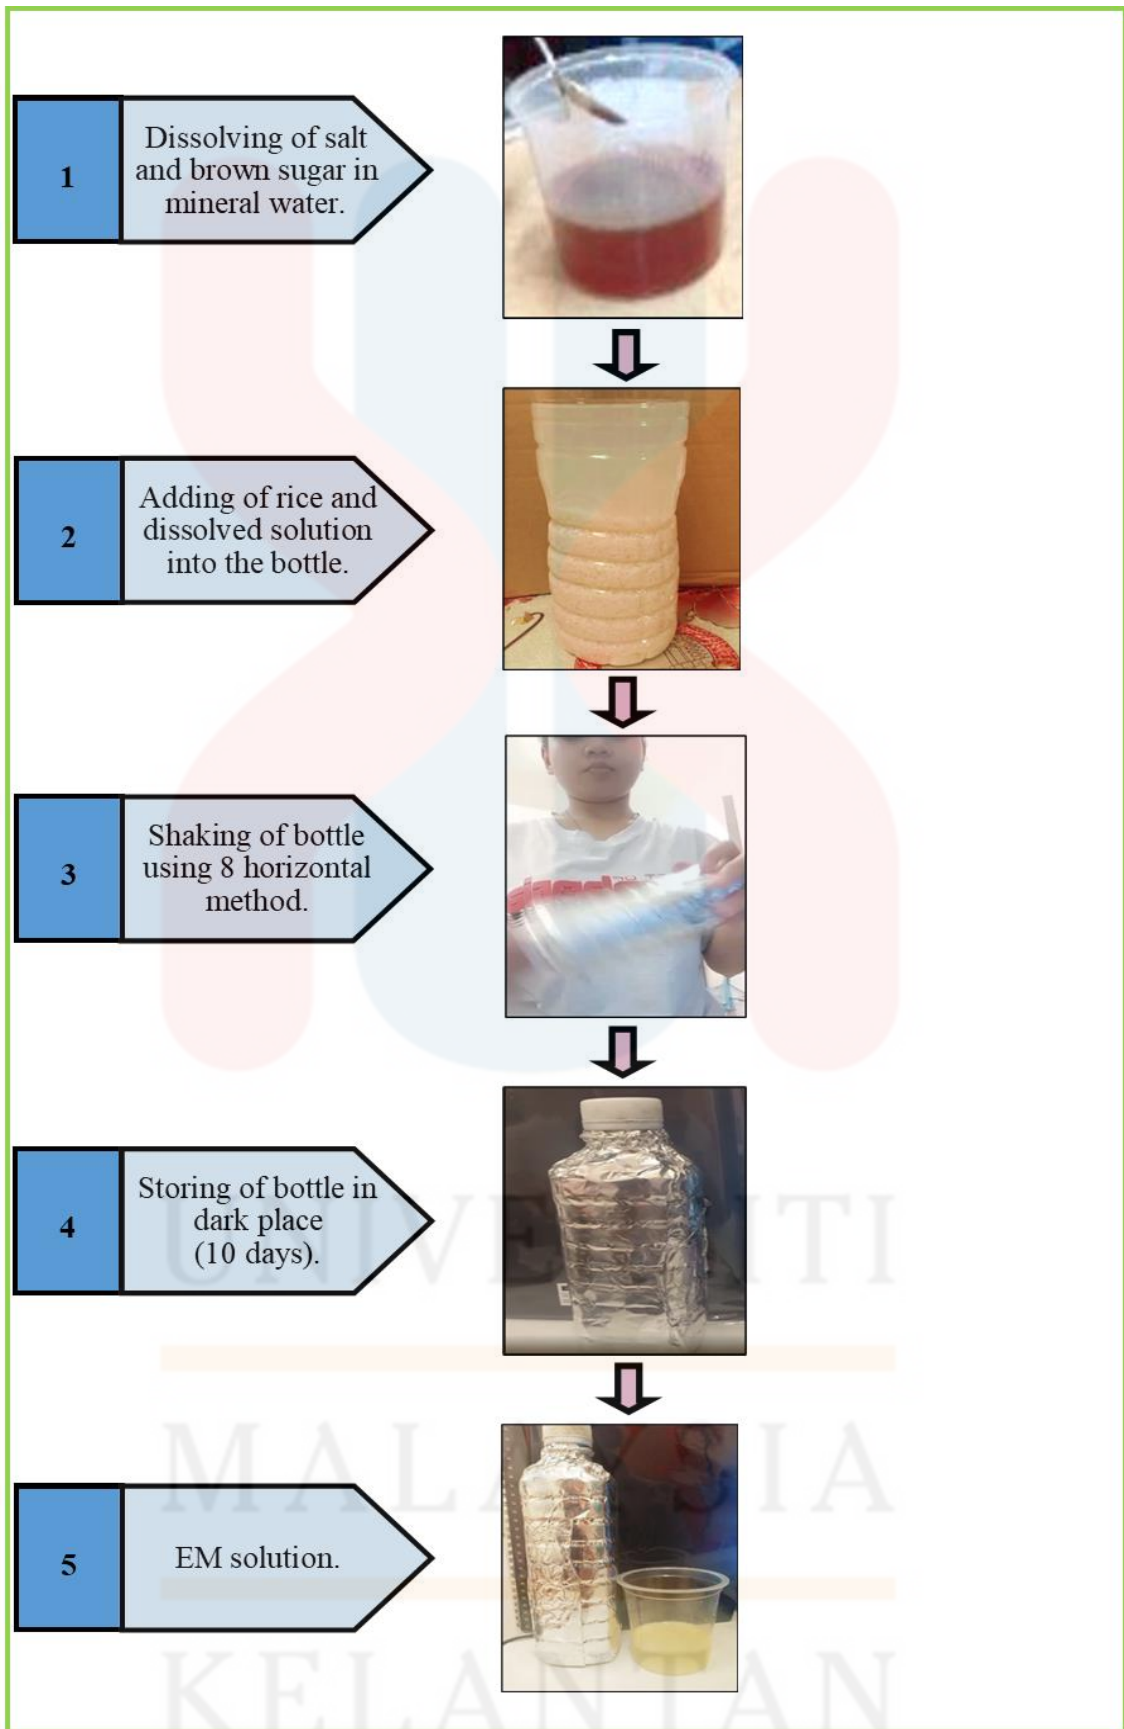 1
Dissolving of salt
and brown sugar in
mineral water.
2
Adding of rice and
dissolved solution
into the bottle.
3
Shaking of bottle
using 8 horizontal
method.
4
Storing of bottle in
dark place
(10 days).
5
EM solution.
UNIVERSITI
MALAYSIA
KELANTAN